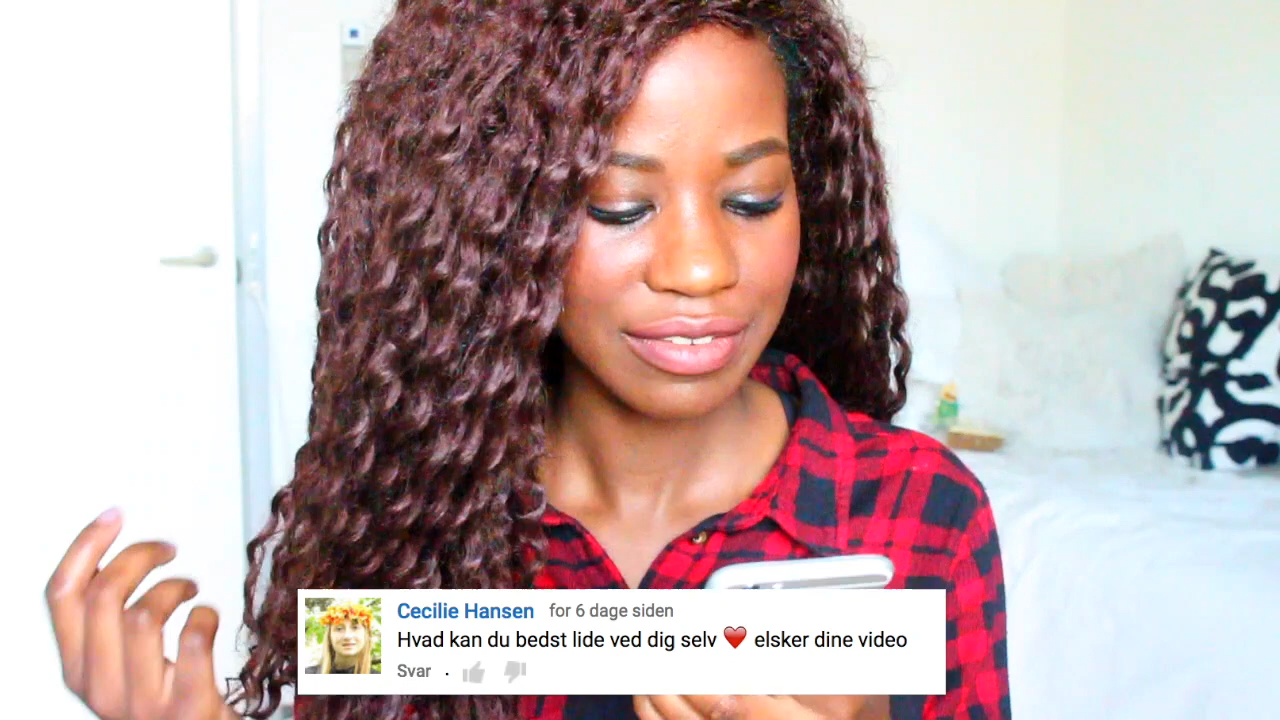 Cecilie Hansen for 6 dage siden
Hvad kan du bedst lide ved dig selv ❤️ elsker dine video
Svar .